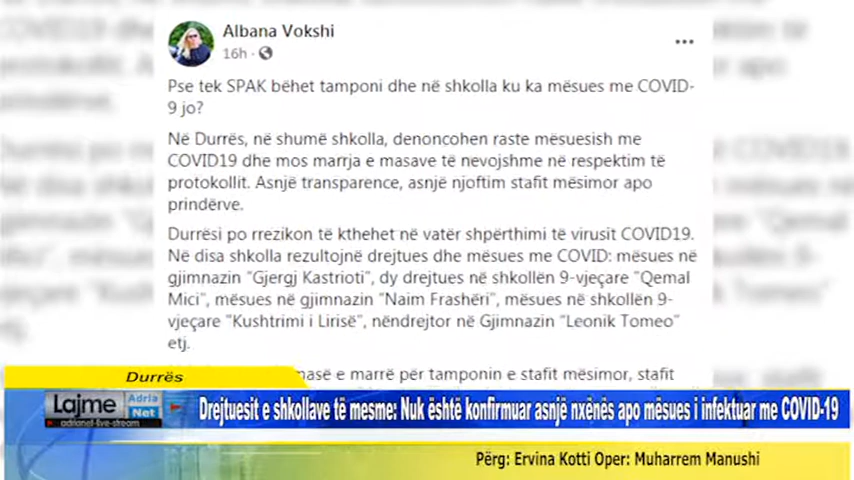 Albana Vokshi
16h
Pse tek SPAK bëhet tamponi dhe në shkolla ku ka mësues me COVID-
9 jo?
Në Durrës, në shumë shkolla, denoncohen raste mësuesish me
COVID19 dhe mos marrja e masave të nevojshme në respektim të
protokollit. Asnjë transparence, asnjë njoftim stafit mësimor apo
prindërve.
Durrësi po rrezikon të kthehet në vatër shpërthimi të virusit COVID19.
Në disa shkolla rezultojnë drejtues dhe mësues me COVID: mësues në
gjimnazin "Gjergj Kastrioti", dy drejtues në shkollën 9-vjeçare "Qemal
Mici", mësues në gjimnazin "Naim Frashëri", mësues në shkollën 9-
vjeçare "Kushtrimi i Lirisë", nëndrejtor në Gjimnazin "Leonik Tomeo"
etj.
masë e marrë për tamponin e stafit mësimor, stafit
Durrës
Lajme Adria Net
adrianet-live-stream
Drejtuesit e shkollave të mesme: Nuk është konfirmuar asnjë nxënës apo mësues i infektuar me COVID-19
Përg: Ervina Kotti Oper: Muharrem Manushi